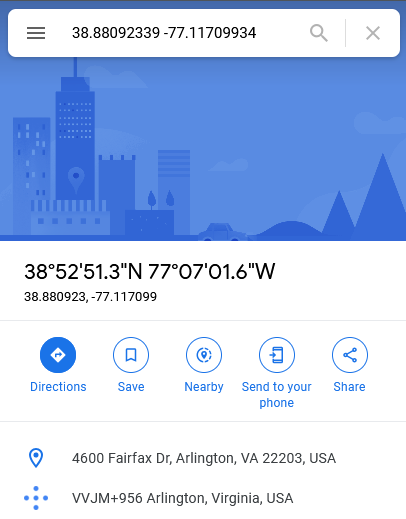 38.88092339 -77.11709934
38°52'51.3"N 77°07'01.6"W
38.880923, -77.117099
Directions Save Nearby Send to your phone Share
4600 Fairfax Dr, Arlington, VA 22203, USA
VVJM+956 Arlington, Virginia, USA